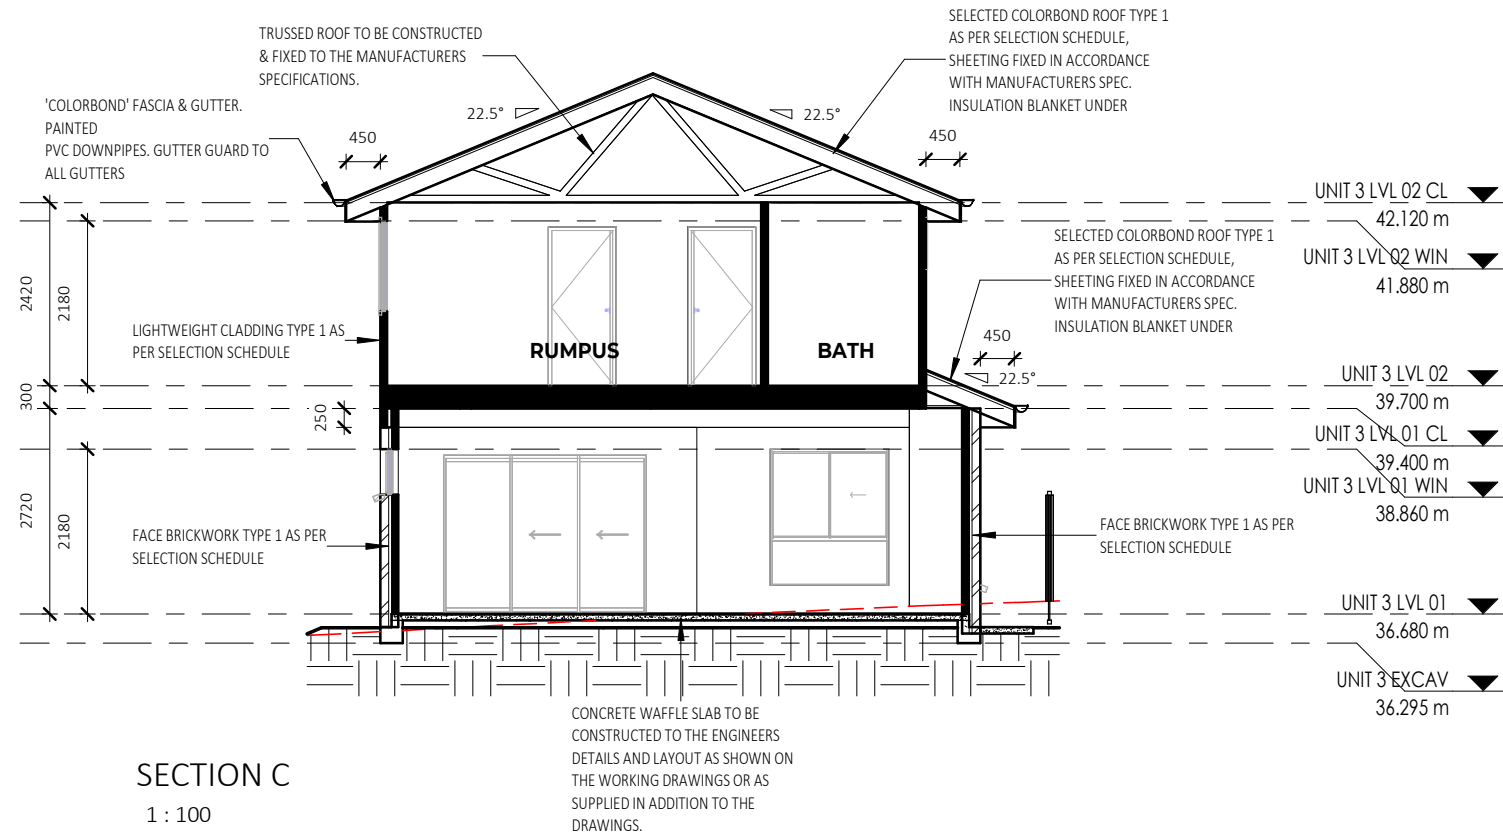 TRUSSED ROOF TO BE CONSTRUCTED
& FIXED TO THE MANUFACTURERS
SPECIFICATIONS.
SELECTED COLORBOND ROOF TYPE 1
AS PER SELECTION SCHEDULE,
SHEETING FIXED IN ACCORDANCE
WITH MANUFACTURERS SPEC.
INSULATION BLANKET UNDER
'COLORBOND' FASCIA & GUTTER.
PAINTED
PVC DOWNPIPES. GUTTER GUARD TO
ALL GUTTERS
450
22.5°
22.5°
450
UNIT 3 LVL 02 CL
42.120 m
UNIT 3 LVL 02 WIN
41.880 m
SELECTED COLORBOND ROOF TYPE 1
AS PER SELECTION SCHEDULE,
SHEETING FIXED IN ACCORDANCE
WITH MANUFACTURERS SPEC.
INSULATION BLANKET UNDER
2420
2180
LIGHTWEIGHT CLADDING TYPE 1 AS
PER SELECTION SCHEDULE
RUMPUS
BATH
450
22.5°
UNIT 3 LVL 02
39.700 m
300
250
UNIT 3 LVL 01 CL
39.400 m
UNIT 3 LVL 01 WIN
38.860 m
2720
2180
FACE BRICKWORK TYPE 1 AS PER
SELECTION SCHEDULE
FACE BRICKWORK TYPE 1 AS PER
SELECTION SCHEDULE
UNIT 3 LVL 01
36.680 m
UNIT 3 EXCAV
36.295 m
CONCRETE WAFFLE SLAB TO BE
CONSTRUCTED TO THE ENGINEERS
DETAILS AND LAYOUT AS SHOWN ON
THE WORKING DRAWINGS OR AS
SUPPLIED IN ADDITION TO THE
DRAWINGS.
SECTION C
1 : 100